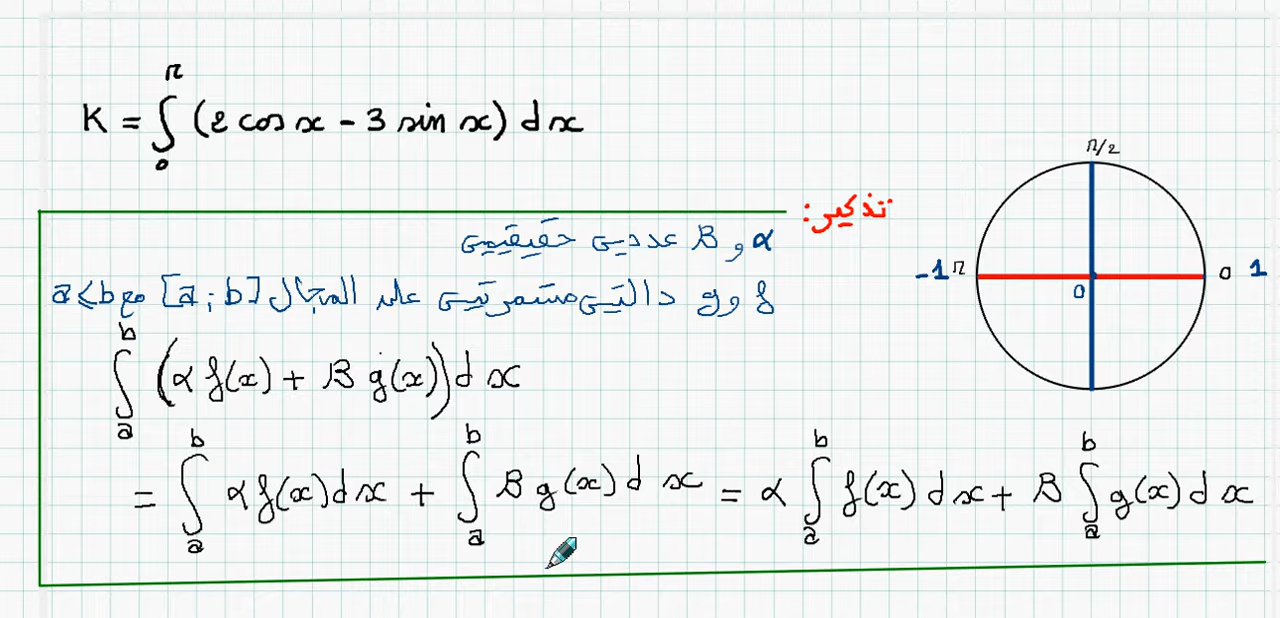 K = ∫₀^π (2 cos x - 3 sin x) dx
تذكير:
α و β عددين حقيقيين
f و g دالتين مستمرتين على المجال [a ; b] مع a < b
∫ₐᵇ (α f(x) + β g(x)) dx
= ∫ₐᵇ α f(x) dx + ∫ₐᵇ β g(x) dx = α ∫ₐᵇ f(x) dx + β ∫ₐᵇ g(x) dx
π/2
-1 π 0 1
0